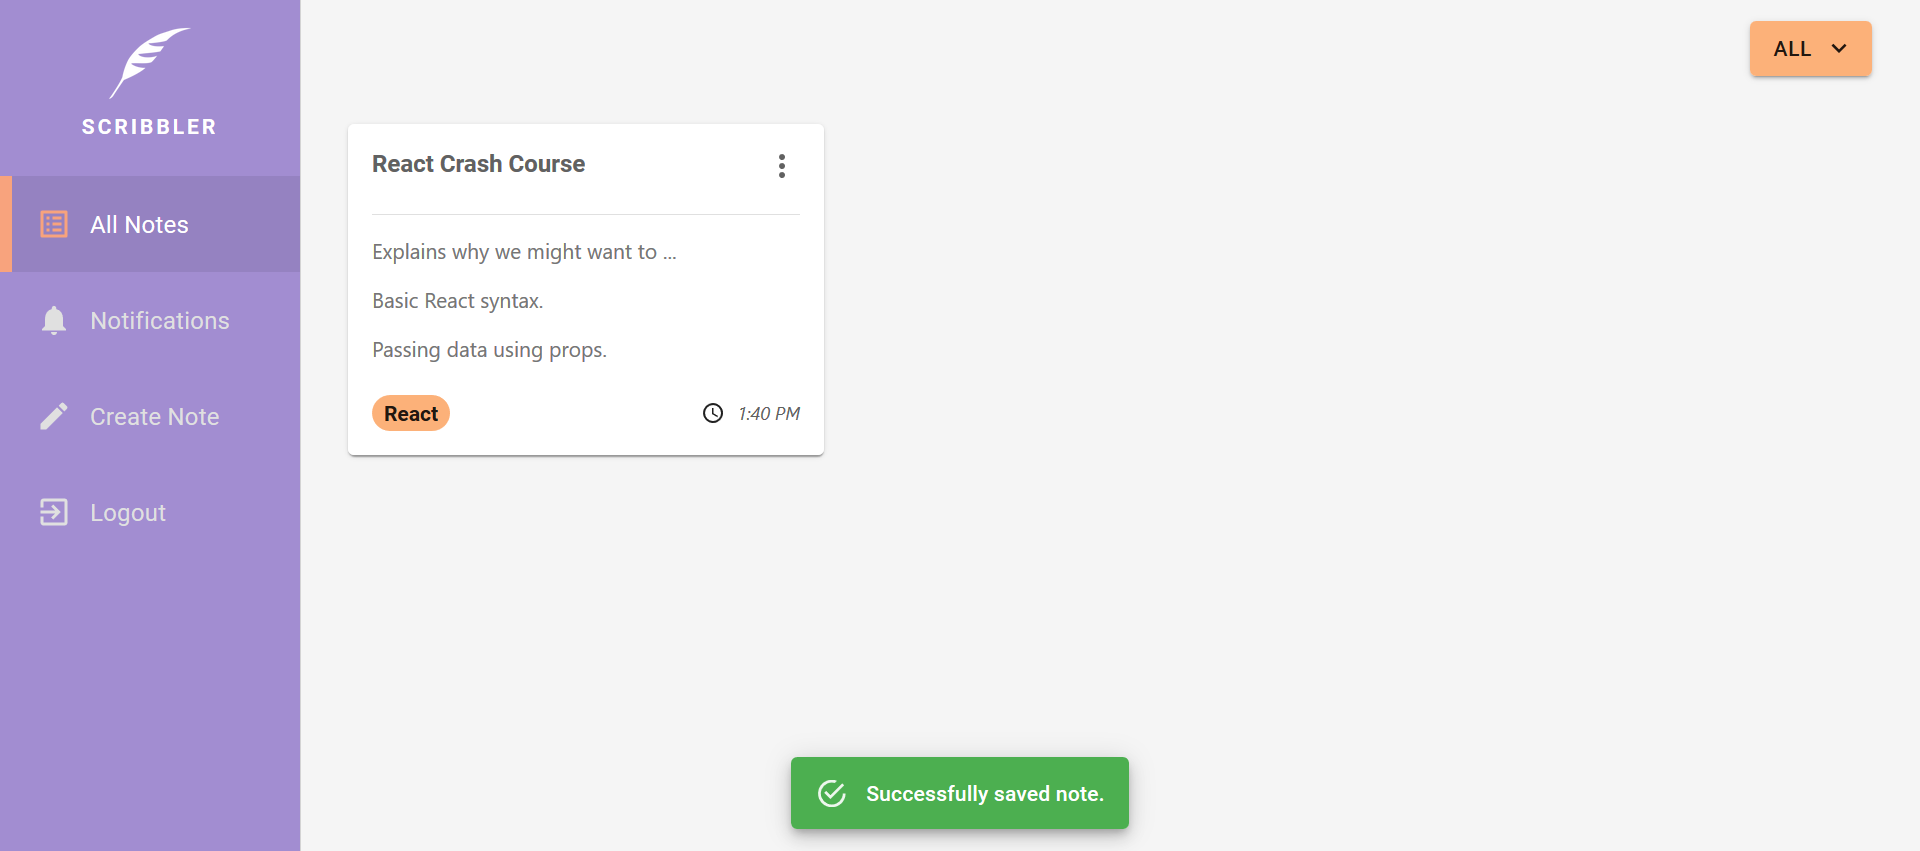 SCRIBBLER
All Notes
Notifications
Create Note
Logout
ALL
React Crash Course
Explains why we might want to ...
Basic React syntax.
Passing data using props.
React
1:40 PM
Successfully saved note.